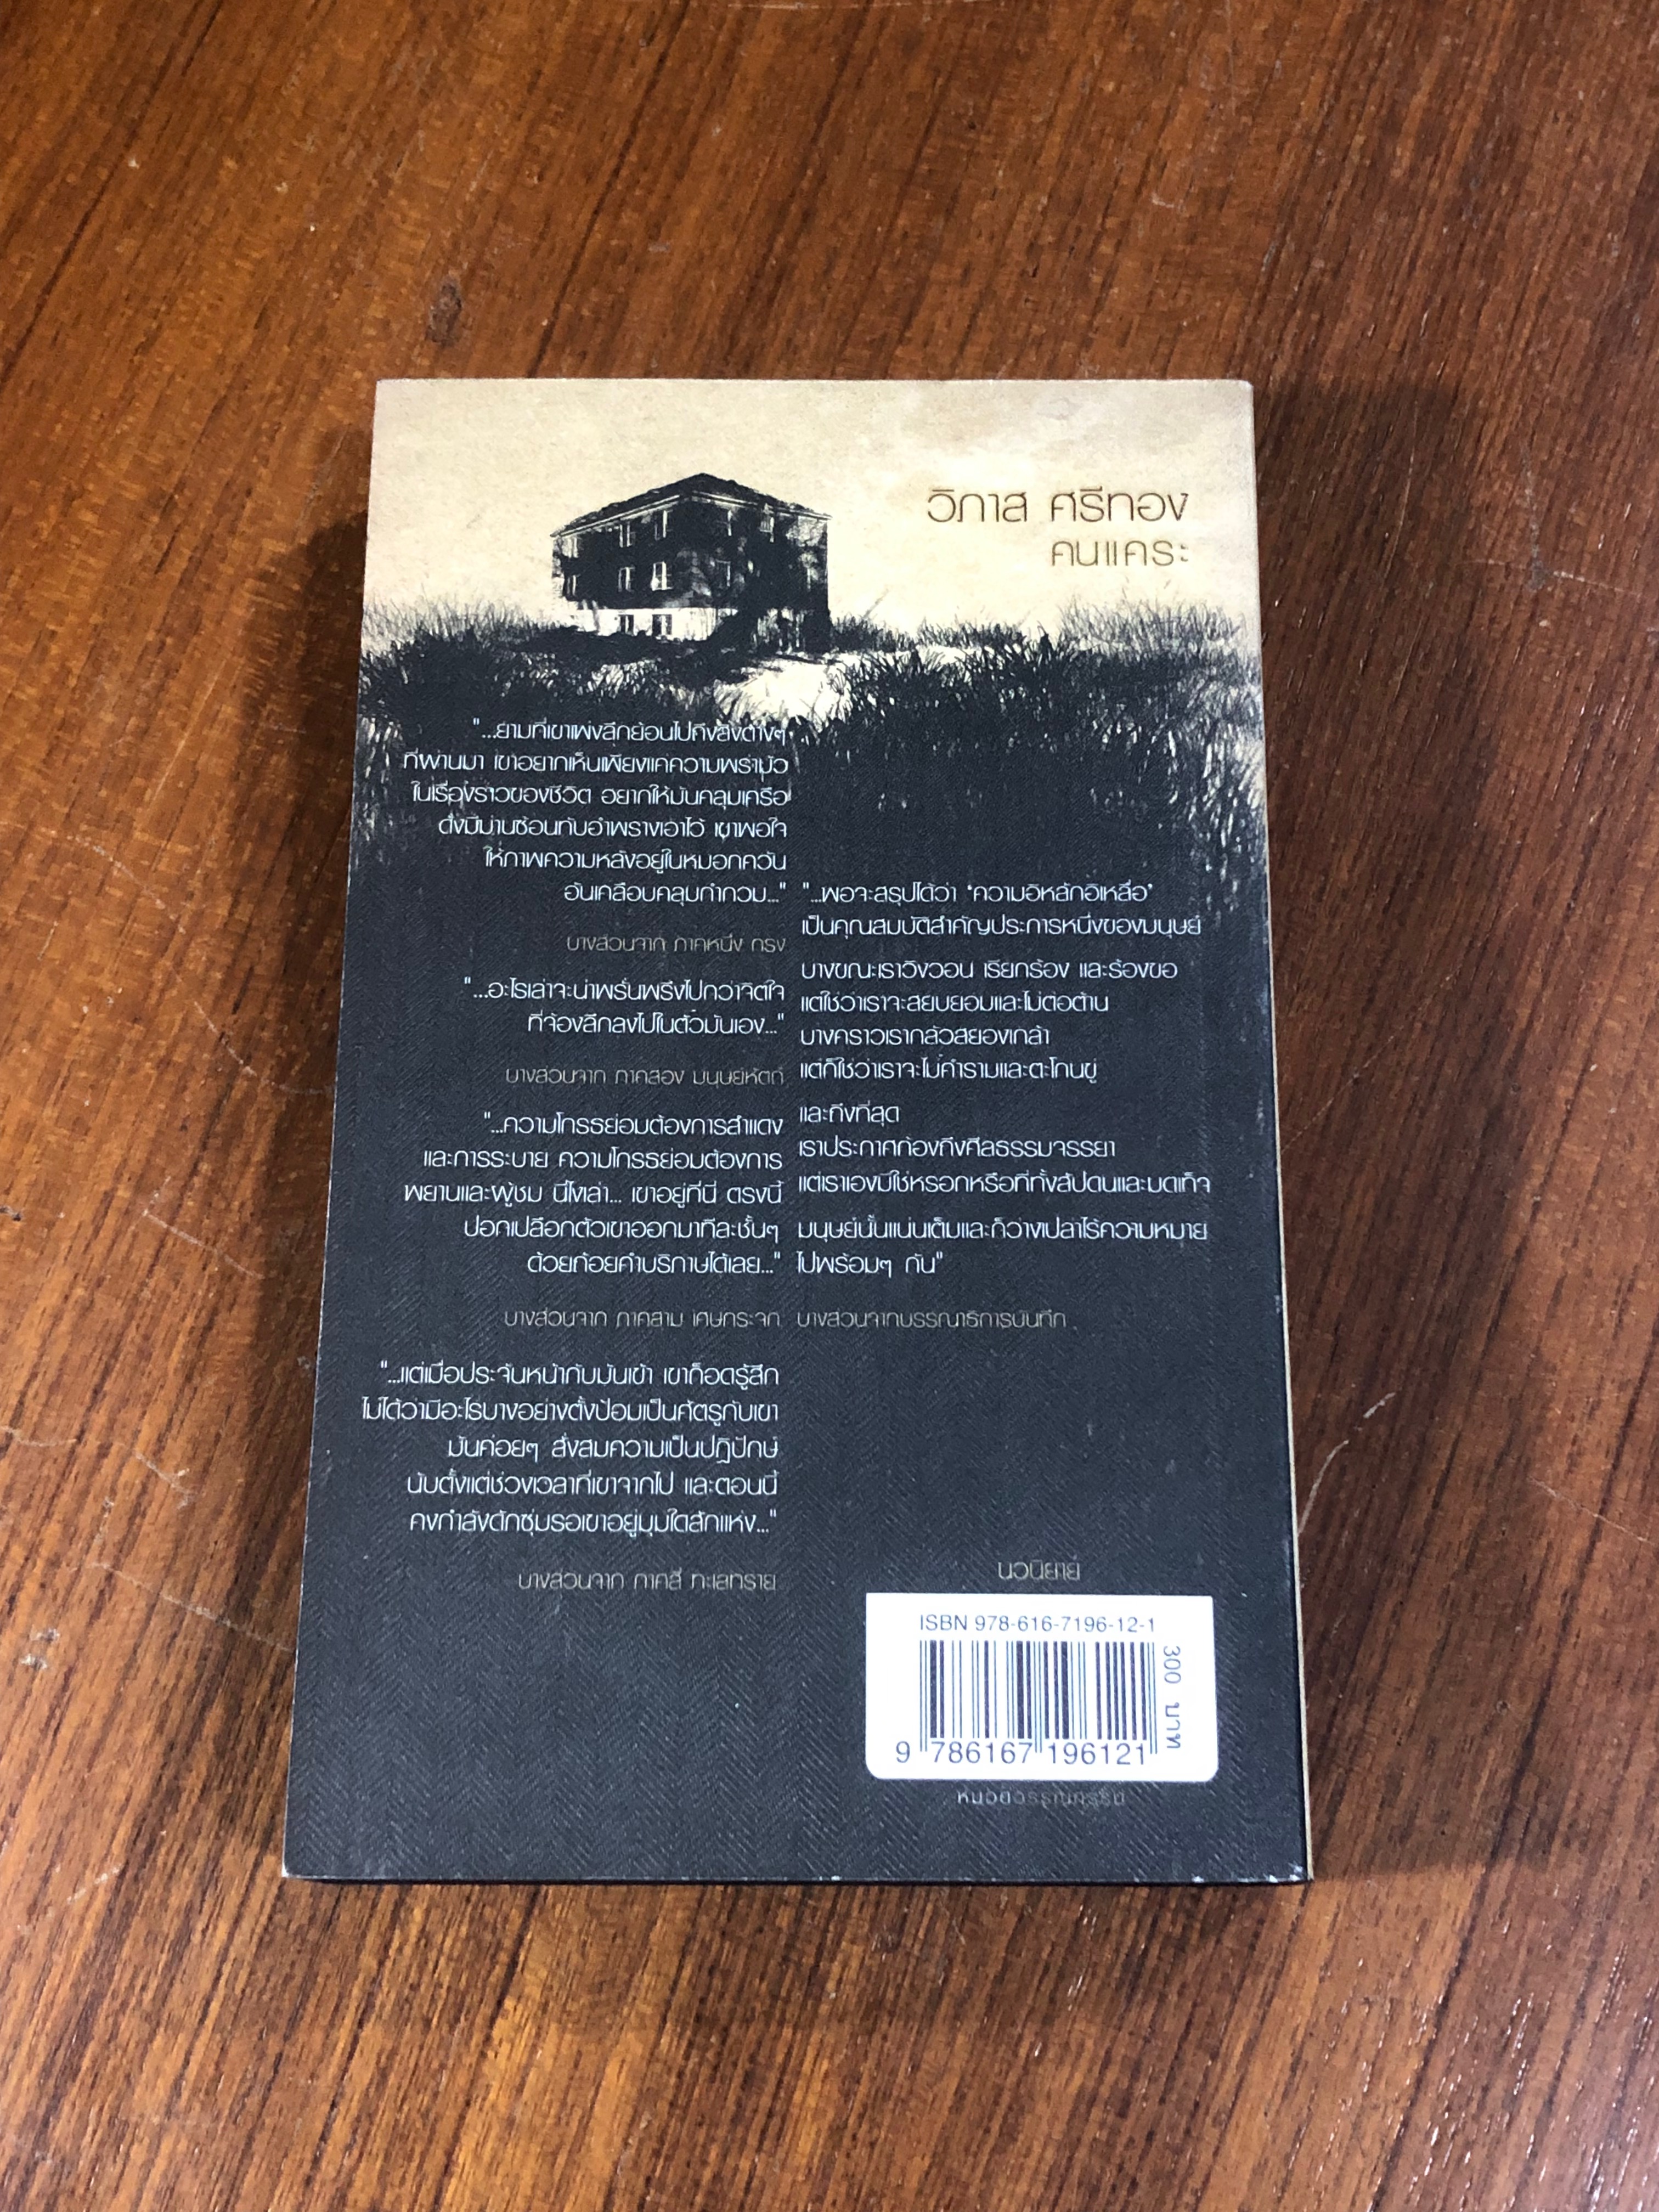 วิภาส ศรีทอง
คนแคระ
"...ยามที่เขาเพ่งลึกย้อนไปถึงสิ่งต่างๆ
ที่ผ่านมา เขาอยากเห็นเพียงแค่ความพร่ามัว
ในเรื่องราวของชีวิต อยากให้มันคลุมเครือ
ดั่งมีม่านซ้อนทับอำพรางเอาไว้ เขาพอใจ
ให้ภาพความหลังอยู่ในหมอกควัน
อันเคลือบคลุมกำกวม..."
บางส่วนจาก ภาคหนึ่ง กรง
"...อะไรเล่าจะน่าพรั่นพรึงไปกว่าจิตใจ
ที่จ้องลึกลงไปในตัวมันเอง..."
บางส่วนจาก ภาคสอง มนุษย์หัตถ์
"...ความโกรธย่อมต้องการสำแดง
และการระบาย ความโกรธย่อมต้องการ
พยานและผู้ชม นี่ไงเล่า... เขาอยู่ที่นี่ ตรงนี้
ปอกเปลือกตัวเขาออกมาทีละชั้นๆ
ด้วยถ้อยคำบริภาษได้เลย..."
บางส่วนจาก ภาคสาม เศษกระจก
"...แต่เมื่อประจันหน้ากับมันเข้า เขาก็อดรู้สึก
ไม่ได้ว่ามีอะไรบางอย่างตั้งป้อมเป็นศัตรูกับเขา
มันค่อยๆ สั่งสมความเป็นปฏิปักษ์
นับตั้งแต่ช่วงเวลาที่เขาจากไป และตอนนี้
คงกำลังดักซุ่มรอเขาอยู่มุมใดสักแห่ง..."
บางส่วนจาก ภาคสี่ ทะเลทราย
"...พอจะสรุปได้ว่า 'ความอิหลักอิเหลื่อ'
เป็นคุณสมบัติสำคัญประการหนึ่งของมนุษย์
บางขณะเราวิงวอน เรียกร้อง และร้องขอ
แต่ใช่ว่าเราจะสยบยอมและไม่ต่อต้าน
บางคราวเรากลัวสยองเกล้า
แต่ก็ใช่ว่าเราจะไม่คำรามและตะโกนขู่
และถึงที่สุด
เราประกาศก้องถึงศีลธรรมจรรยา
แต่เราเองมิใช่หรอกหรือที่ทั้งสัปดนและมดเท็จ
มนุษย์นั้นแน่นเต็มและก็ว่างเปล่าไร้ความหมาย
ไปพร้อมๆ กัน"
บางส่วนจากบรรณาธิการบันทึก
นวนิยาย
ISBN 978-616-7196-12-1
300 บาท
9 786167 196121
หมวดวรรณกรรม